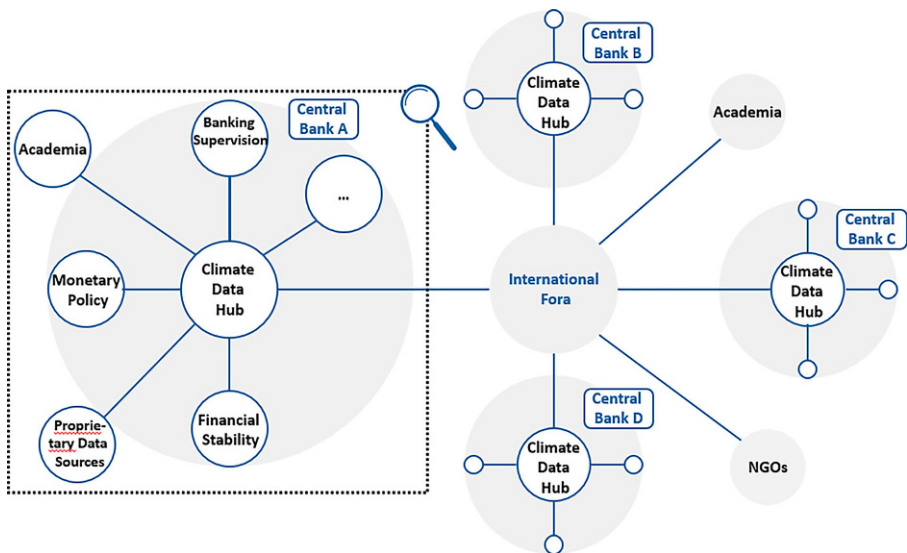 Central
Bank A
Academia
Banking
Supervision
...
Monetary
Policy
Climate
Data
Hub
Proprie-
tary Data
Sources
Financial
Stability
Central
Bank B
Climate
Data
Hub
Academia
International
Fora
Central
Bank C
Climate
Data
Hub
Central
Bank D
Climate
Data
Hub
NGOs